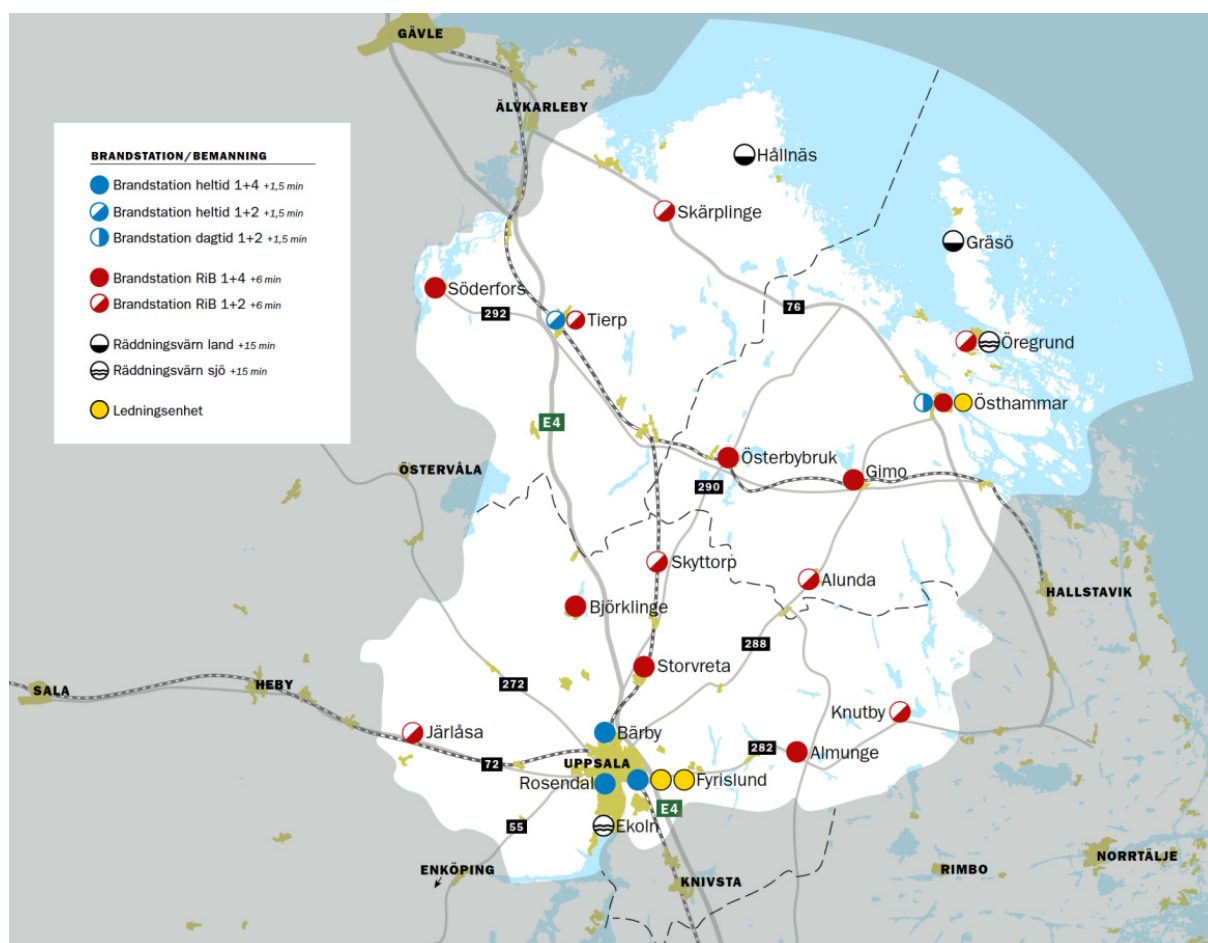 GÄVLE
ÄLVKARLEBY
BRANDSTATION/BEMANNING
Brandstation heltid 1+4 +1,5 min
Brandstation heltid 1+2 +1,5 min
Brandstation dagtid 1+2 +1,5 min
Brandstation RiB 1+4 +6 min
Brandstation RiB 1+2 +6 min
Räddningsvärn land +15 min
Räddningsvärn sjö +15 min
Ledningsenhet
Hållnäs
Skärplinge
Gräsö
Söderfors
292
Tierp
76
Öregrund
Östhammar
E4
ÖSTERVÅLA
Österbybruk
Gimo
290
Skyttorp
Alunda
HALLSTAVIK
Björklinge
288
Storvreta
SALA
HEBY
272
Knutby
Järlåsa
Bärby
282
Almunge
72
UPPSALA
Rosendal
Fyrislund
E4
55
Ekoln
ENKÖPING
KNIVSTA
RIMBO
NORRTÄLJE